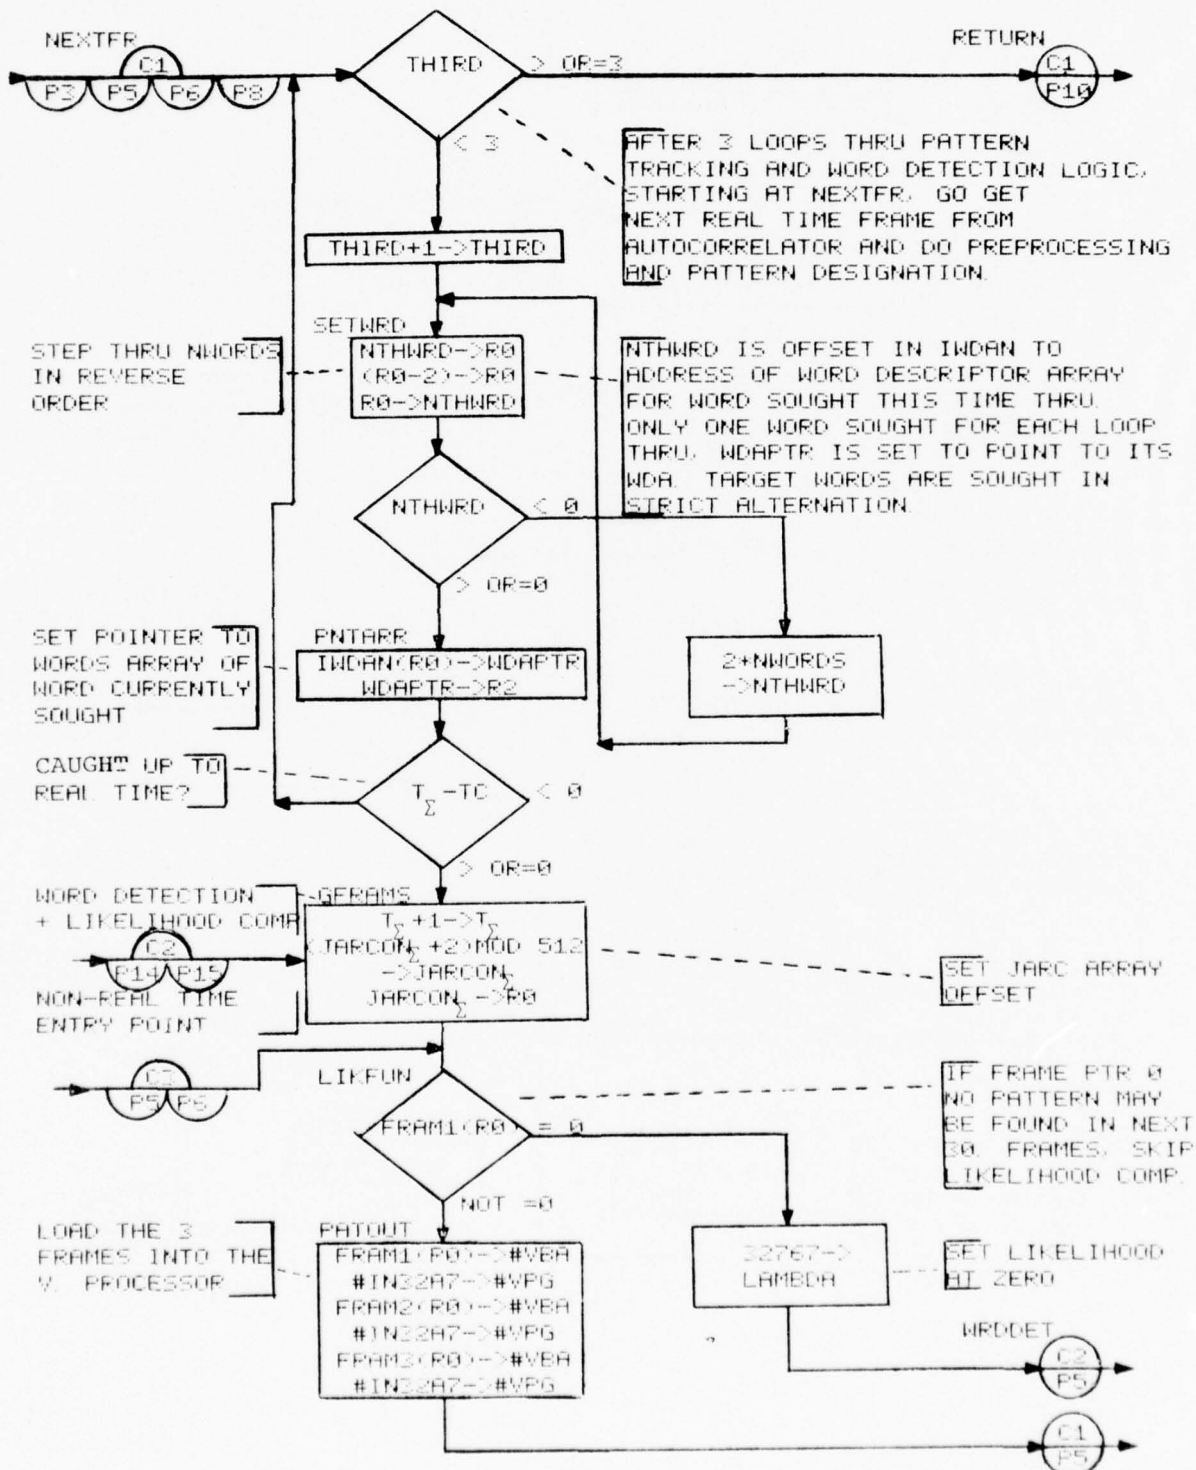 NEXTFR
C1
P3 P5 P6 P8
THIRD
> OR=3
RETURN
C1
P10
< 3
AFTER 3 LOOPS THRU PATTERN
TRACKING AND WORD DETECTION LOGIC,
STARTING AT NEXTFR, GO GET
NEXT REAL TIME FRAME FROM
AUTOCORRELATOR AND DO PREPROCESSING
AND PATTERN DESIGNATION.
THIRD+1->THIRD
SETWRD
STEP THRU NWORDS
IN REVERSE
ORDER
NTHWRD->R0
(R0-2)->R0
R0->NTHWRD
NTHWRD IS OFFSET IN IWDAN TO
ADDRESS OF WORD DESCRIPTOR ARRAY
FOR WORD SOUGHT THIS TIME THRU.
ONLY ONE WORD SOUGHT FOR EACH LOOP
THRU, WDAPTR IS SET TO POINT TO ITS
WDA. TARGET WORDS ARE SOUGHT IN
STRICT ALTERNATION.
NTHWRD
< 0
> OR=0
SET POINTER TO
WORDS ARRAY OF
WORD CURRENTLY
SOUGHT
PNTARR
IWDAN(R0)->WDAPTR
WDAPTR->R2
2*NWORDS
->NTHWRD
CAUGHT UP TO
REAL TIME?
TΣ-TC
< 0
> OR=0
WORD DETECTION
+ LIKELIHOOD COMP
GFRAMS
TΣ+1->TΣ
(JARCONΣ+2)MOD 512
->JARCONΣ
JARCONΣ->R0
C2
P14 P15
NON-REAL TIME
ENTRY POINT
SET JARC ARRAY
OFFSET
C3
P5 P6
LIKFUN
FRAM1(R0) = 0
IF FRAME PTR 0
NO PATTERN MAY
BE FOUND IN NEXT
30. FRAMES, SKIP
LIKELIHOOD COMP.
NOT =0
LOAD THE 3
FRAMES INTO THE
V. PROCESSOR
PATOUT
FRAM1(R0)->#VBA
#IN32A7->#VPG
FRAM2(R0)->#VBA
#IN32A7->#VPG
FRAM3(R0)->#VBA
#IN32A7->#VPG
32767->
LAMBDA
SET LIKELIHOOD
AT ZERO
WRDDET
C2
P5
C1
P5